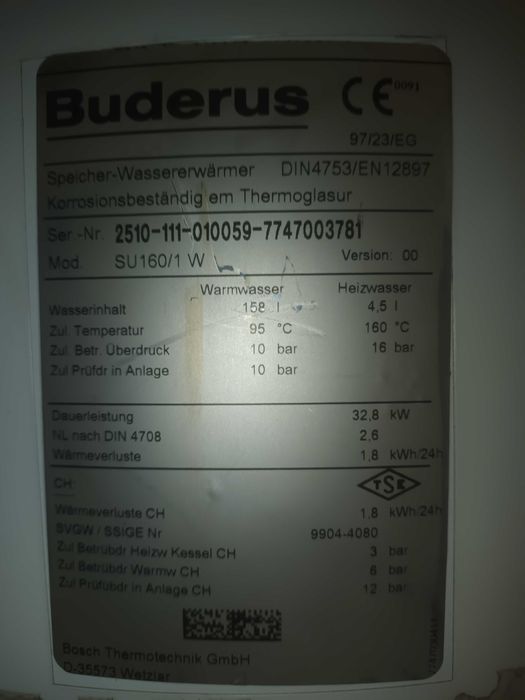 Buderus CE 0091
97/23/EG
Speicher-Wassererwärmer DIN4753/EN12897
Korrosionsbeständig em Thermoglasur
Ser.-Nr. 2510-111-010059-7747003781
Mod. SU160/1 W Version: 00
Warmwasser Heizwasser
Wasserinhalt 158 l 4,5 l
Zul. Temperatur 95 °C 160 °C
Zul. Betr. Überdruck 10 bar 16 bar
Zul Prüfdr in Anlage 10 bar
Dauerleistung 32,8 kW
NL nach DIN 4708 2,6
Wärmeverluste 1,8 kWh/24h
CH: TSE
Wärmeverluste CH 1,8 kWh/24h
SVGW / SSIGE Nr 9904-4080
Zul Betrübdr Heizw Kessel CH 3 bar
Zul Betrübdr Warmw CH 6 bar
Zul Prüfübdr in Anlage CH 12 bar
Bosch Thermotechnik GmbH
D-35573 Wetzlar